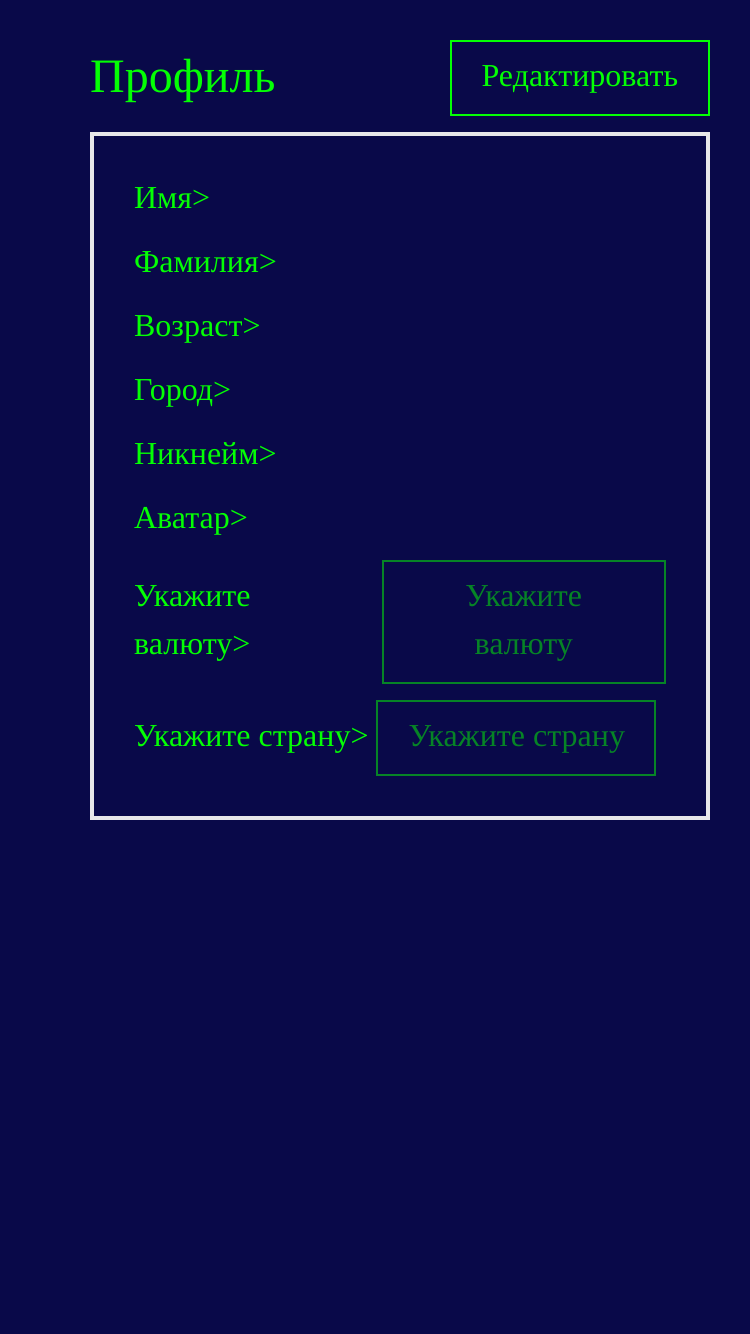 Профиль
Редактировать
Имя>
Фамилия>
Возраст>
Город>
Никнейм>
Аватар>
Укажите
валюту>
Укажите
валюту
Укажите страну>
Укажите страну